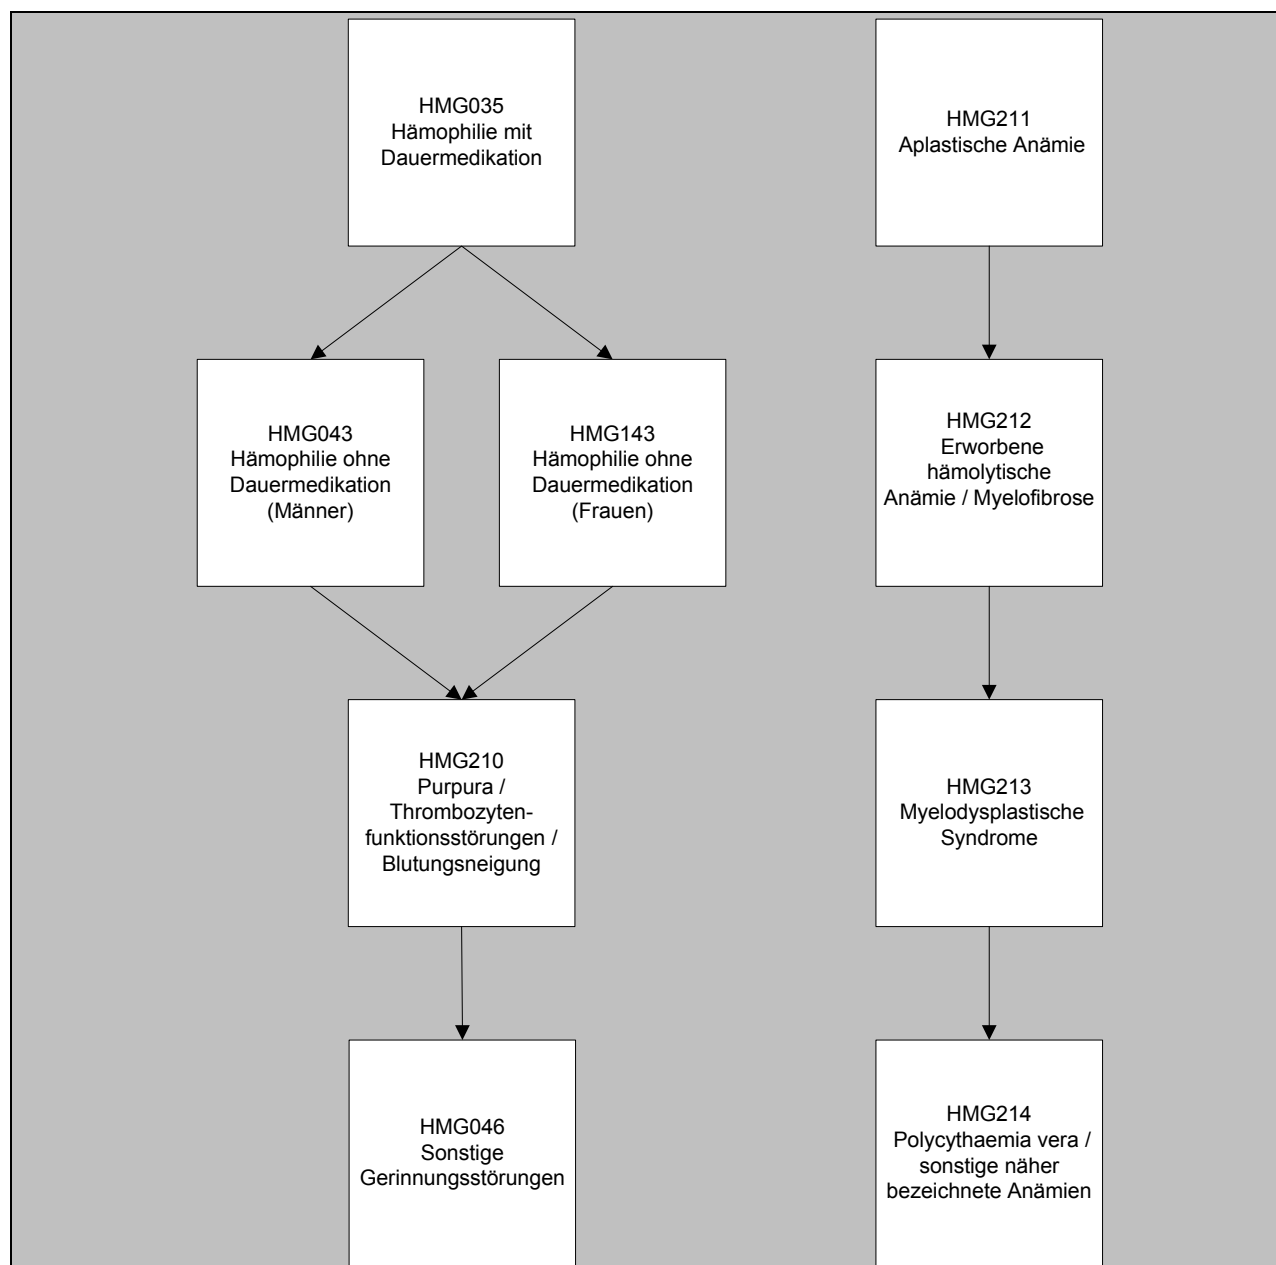 HMG035
Hämophilie mit
Dauermedikation
HMG211
Aplastische Anämie
HMG043
Hämophilie ohne
Dauermedikation
(Männer)
HMG143
Hämophilie ohne
Dauermedikation
(Frauen)
HMG212
Erworbene
hämolytische
Anämie / Myelofibrose
HMG210
Purpura /
Thrombozyten-
funktionsstörungen /
Blutungsneigung
HMG213
Myelodysplastische
Syndrome
HMG046
Sonstige
Gerinnungsstörungen
HMG214
Polycythaemia vera /
sonstige näher
bezeichnete Anämien